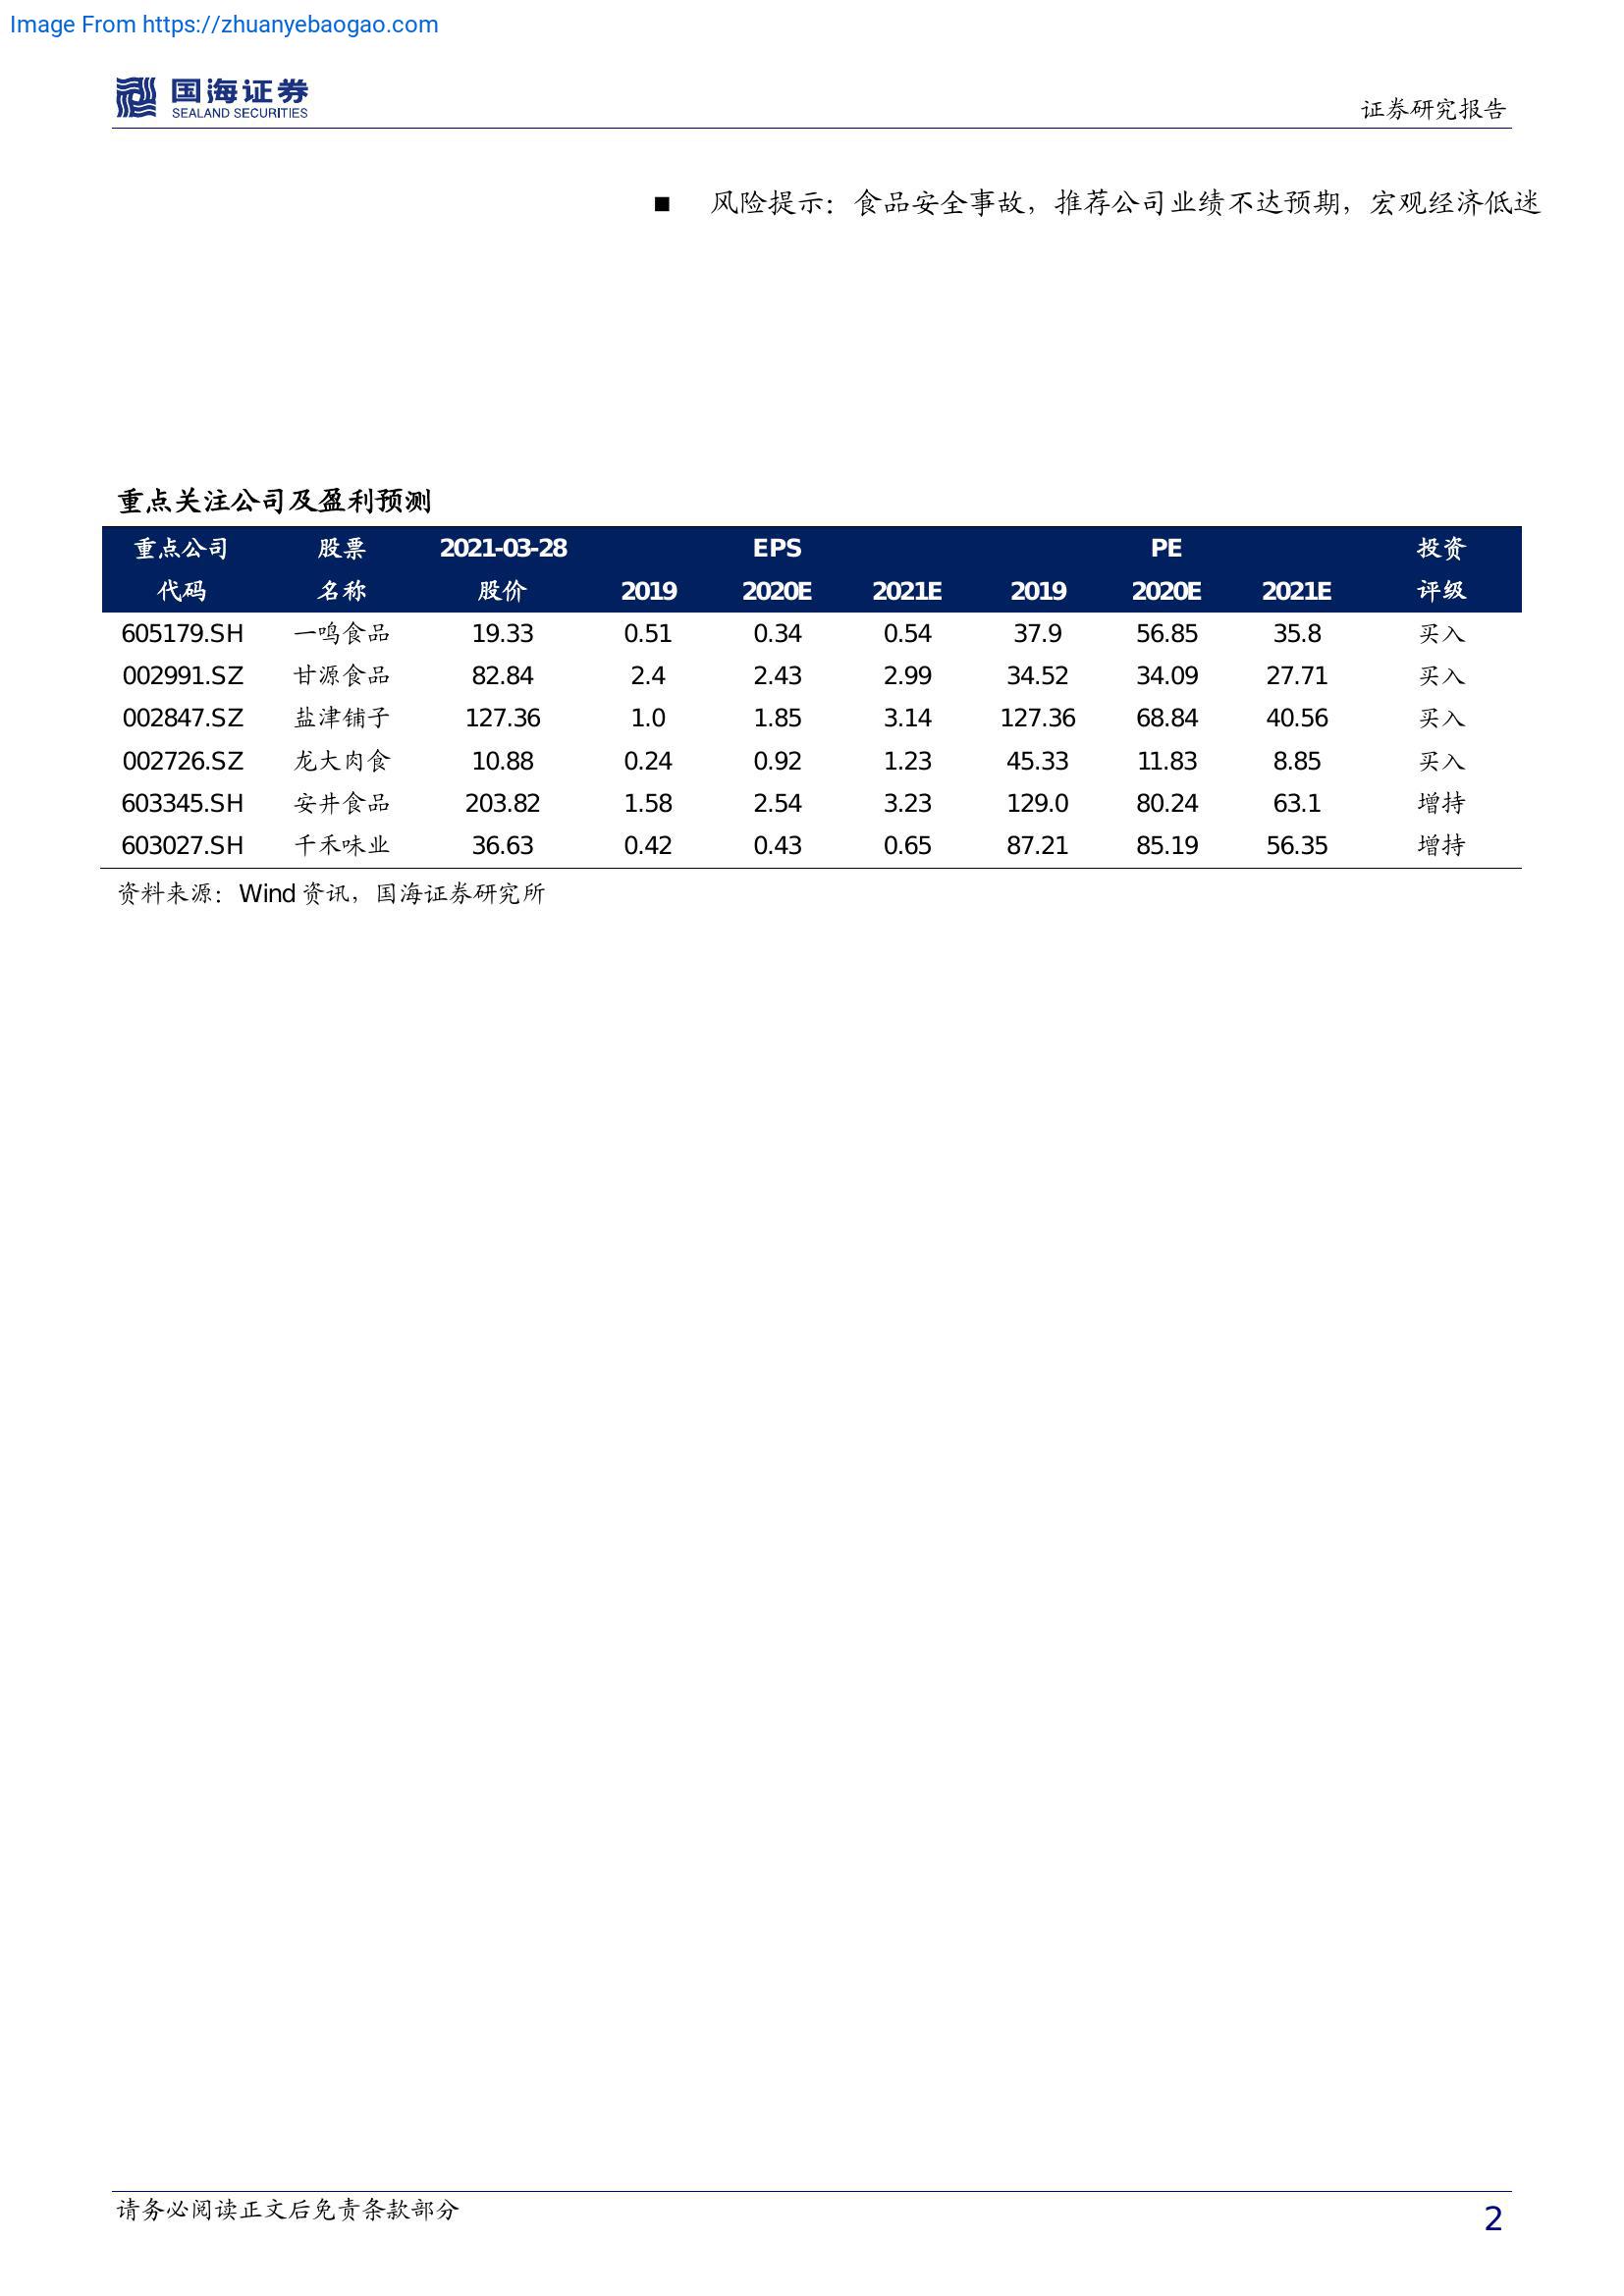 Image From https://zhuanyebaogao.com
国海证券
SEALAND SECURITIES
证券研究报告
■ 风险提示：食品安全事故，推荐公司业绩不达预期，宏观经济低迷
重点关注公司及盈利预测
重点公司 股票 2021-03-28 EPS PE 投资
代码 名称 股价 2019 2020E 2021E 2019 2020E 2021E 评级
605179.SH 一鸣食品 19.33 0.51 0.34 0.54 37.9 56.85 35.8 买入
002991.SZ 甘源食品 82.84 2.4 2.43 2.99 34.52 34.09 27.71 买入
002847.SZ 盐津铺子 127.36 1.0 1.85 3.14 127.36 68.84 40.56 买入
002726.SZ 龙大肉食 10.88 0.24 0.92 1.23 45.33 11.83 8.85 买入
603345.SH 安井食品 203.82 1.58 2.54 3.23 129.0 80.24 63.1 增持
603027.SH 千禾味业 36.63 0.42 0.43 0.65 87.21 85.19 56.35 增持
资料来源：Wind 资讯，国海证券研究所
请务必阅读正文后免责条款部分
2